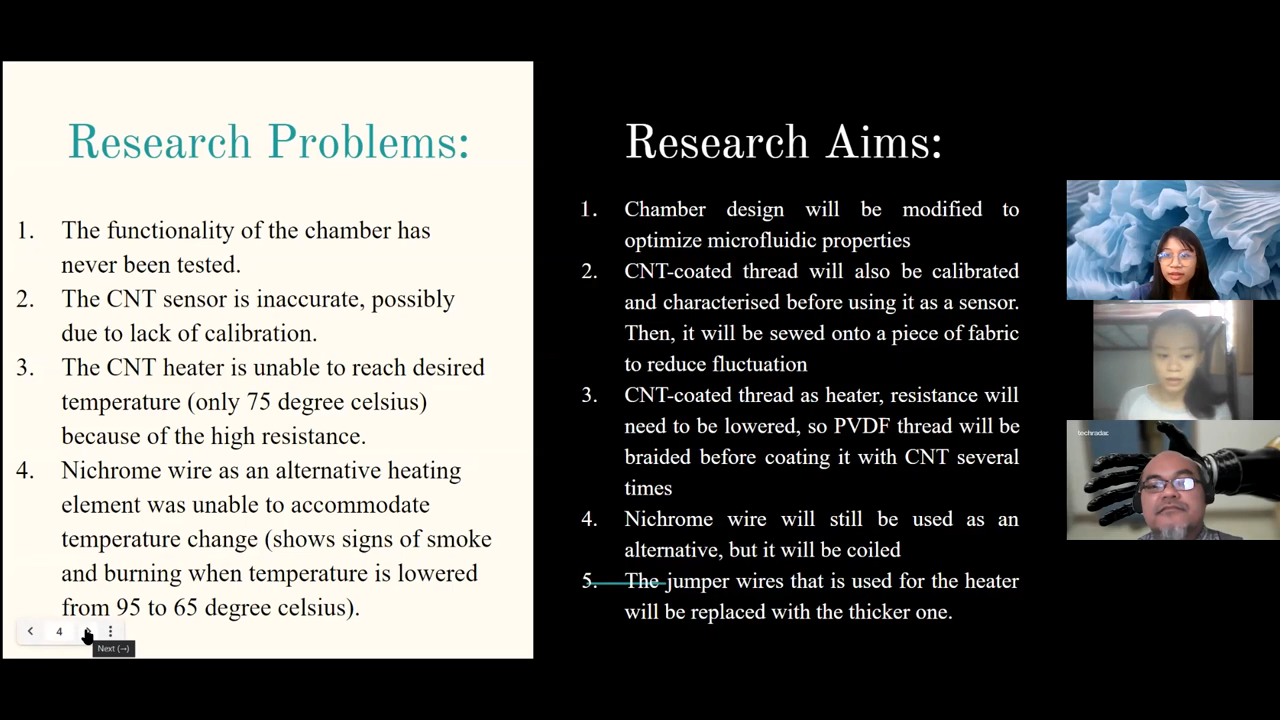 Research Problems:
1. The functionality of the chamber has
never been tested.
2. The CNT sensor is inaccurate, possibly
due to lack of calibration.
3. The CNT heater is unable to reach desired
temperature (only 75 degree celsius)
because of the high resistance.
4. Nichrome wire as an alternative heating
element was unable to accommodate
temperature change (shows signs of smoke
and burning when temperature is lowered
from 95 to 65 degree celsius).
4
Next (→)
Research Aims:
1. Chamber design will be modified to
optimize microfluidic properties
2. CNT-coated thread will also be calibrated
and characterised before using it as a sensor.
Then, it will be sewed onto a piece of fabric
to reduce fluctuation
3. CNT-coated thread as heater, resistance will
need to be lowered, so PVDF thread will be
braided before coating it with CNT several
times
4. Nichrome wire will still be used as an
alternative, but it will be coiled
5. The jumper wires that is used for the heater
will be replaced with the thicker one.
techradar